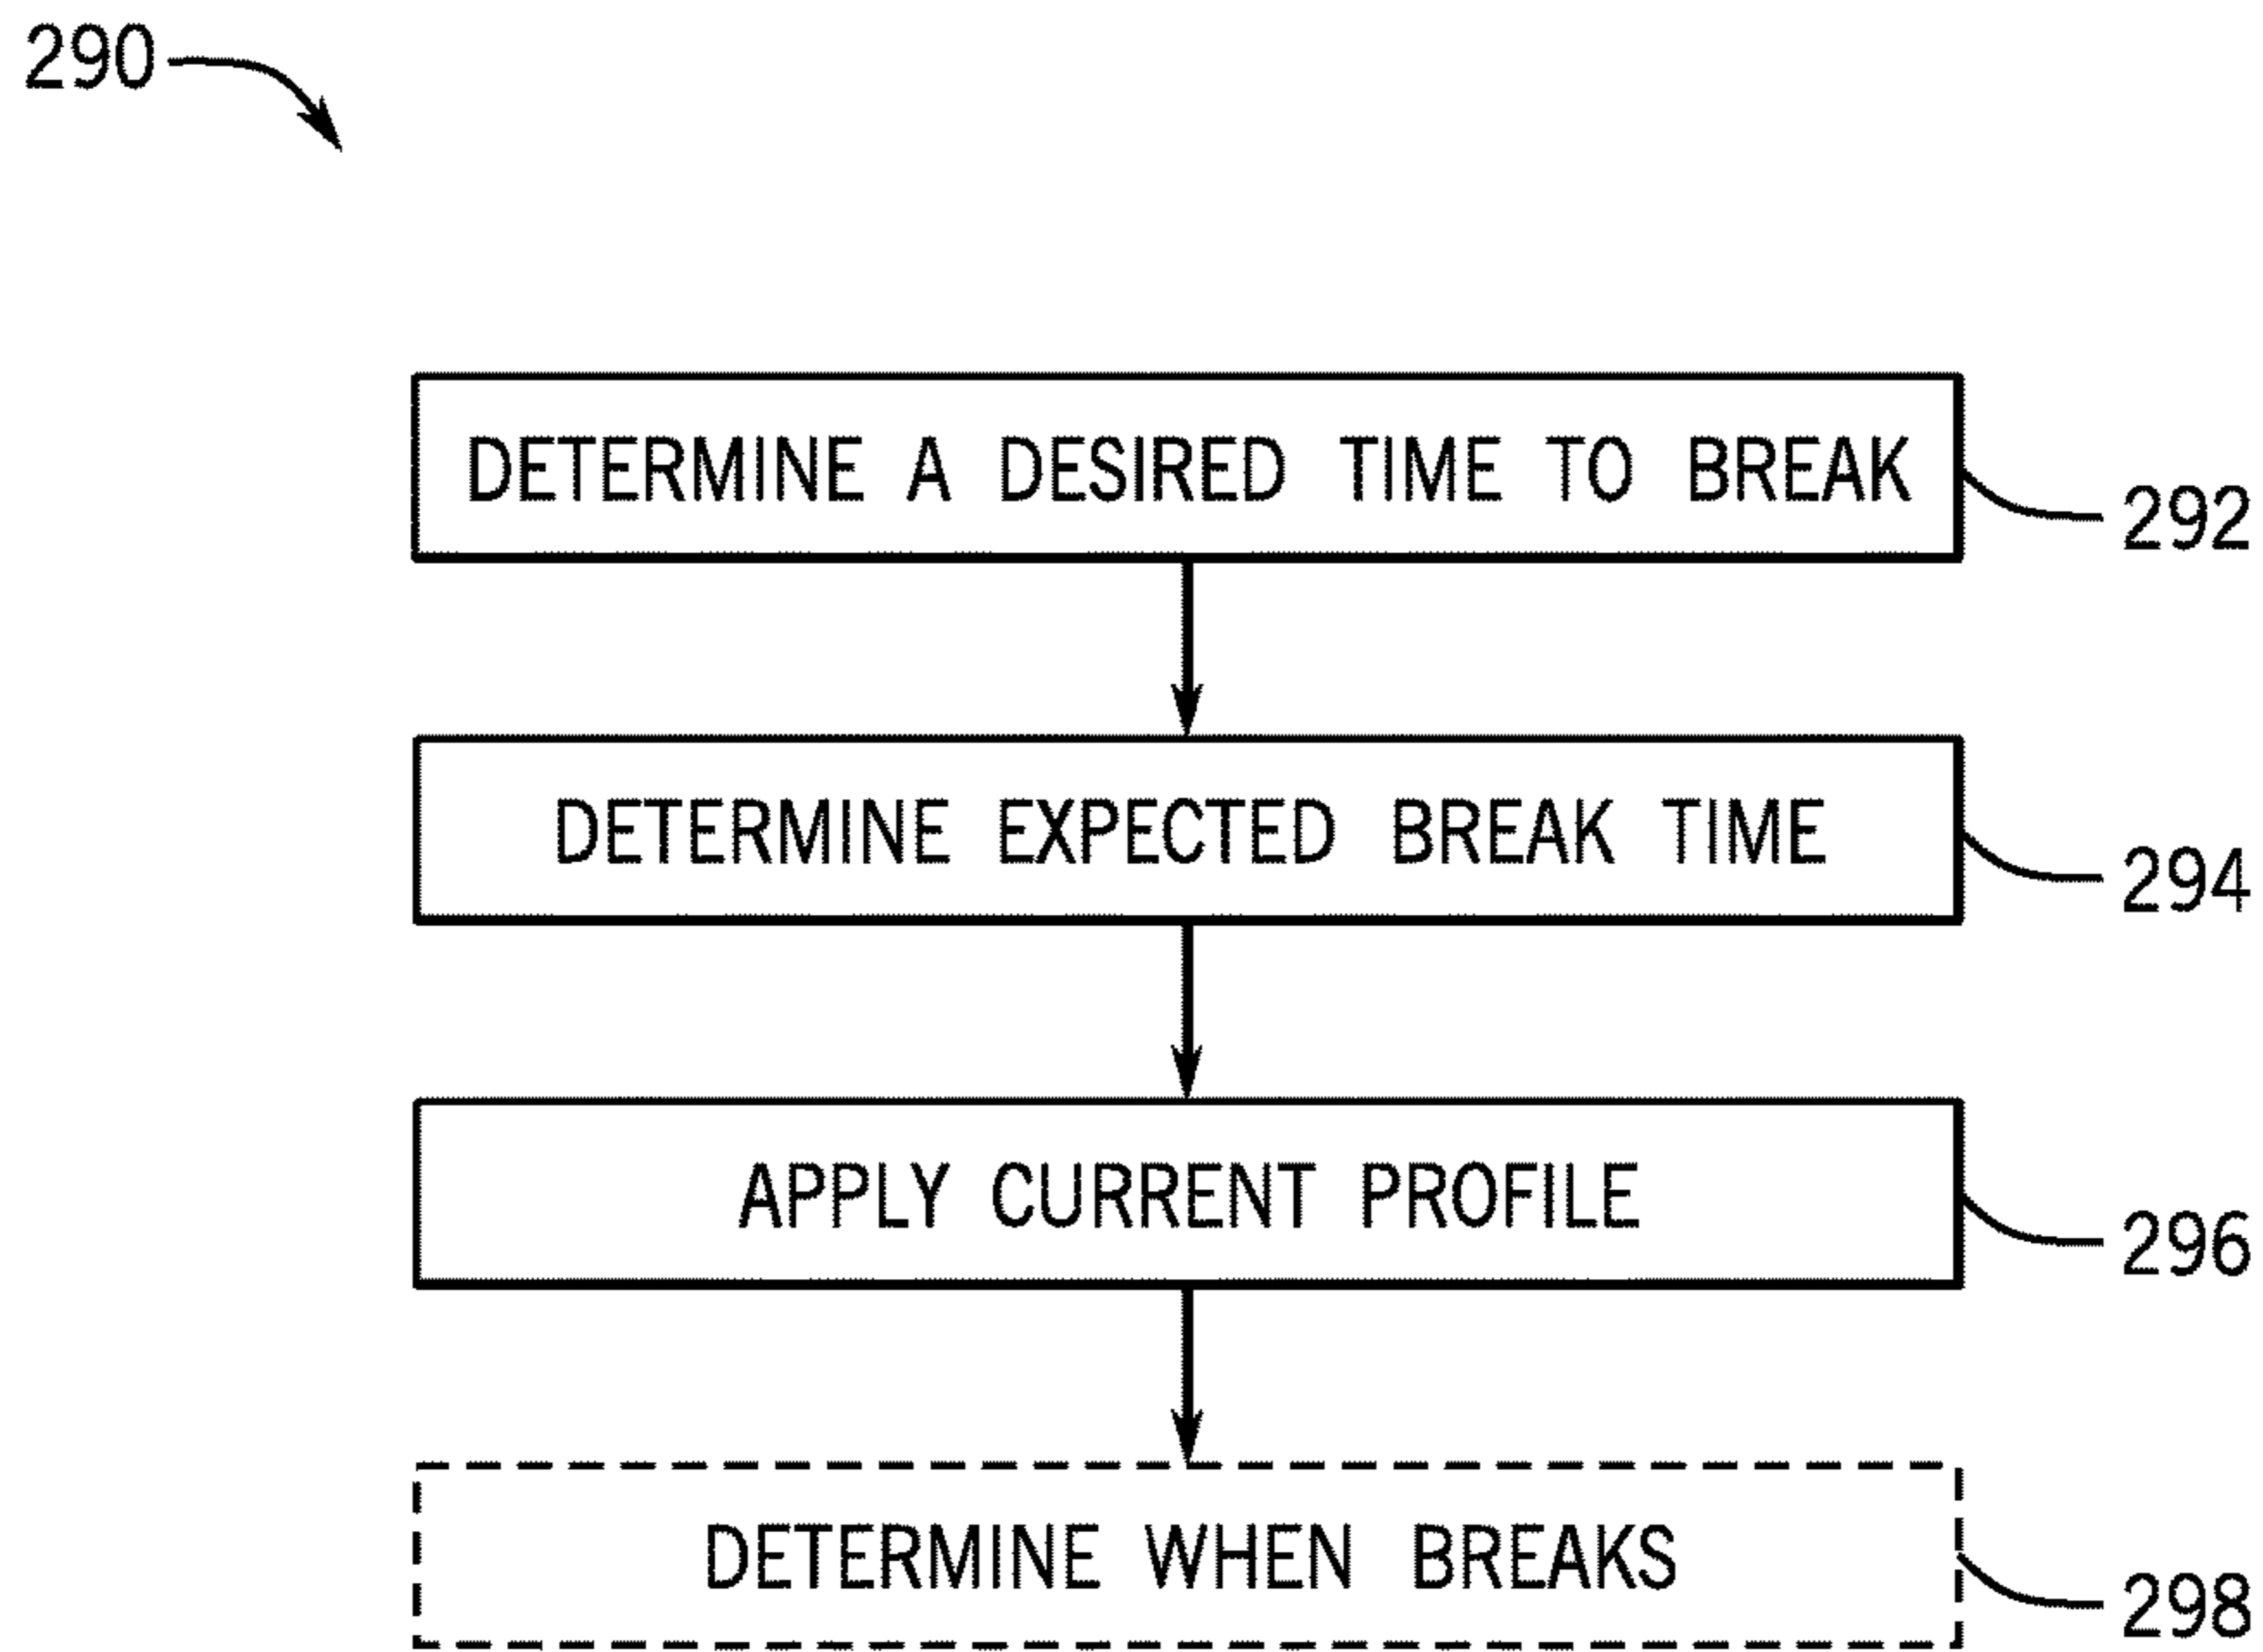 290
DETERMINE A DESIRED TIME TO BREAK
292
DETERMINE EXPECTED BREAK TIME
294
APPLY CURRENT PROFILE
296
DETERMINE WHEN BREAKS
298